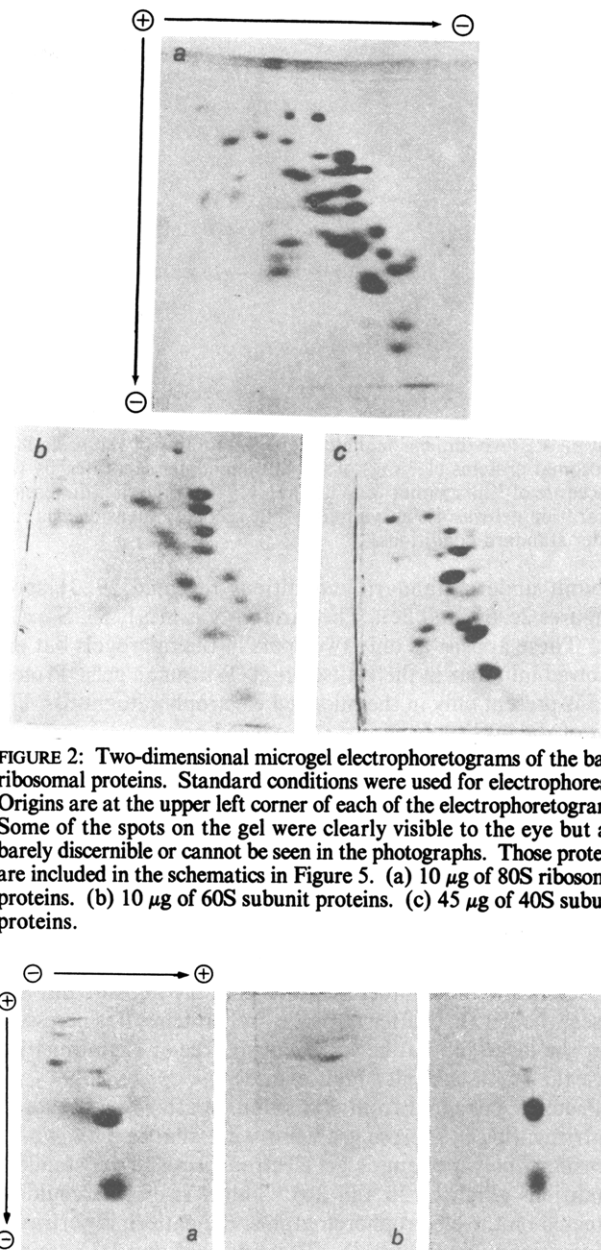 ⊕ ⊖
a
⊖
b c
FIGURE 2: Two-dimensional microgel electrophoretograms of the ba
ribosomal proteins. Standard conditions were used for electrophore
Origins are at the upper left corner of each of the electrophoretogra
Some of the spots on the gel were clearly visible to the eye but a
barely discernible or cannot be seen in the photographs. Those prote
are included in the schematics in Figure 5. (a) 10 μg of 80S riboson
proteins. (b) 10 μg of 60S subunit proteins. (c) 45 μg of 40S subu
proteins.
⊖ ⊕
⊕
⊖ a b